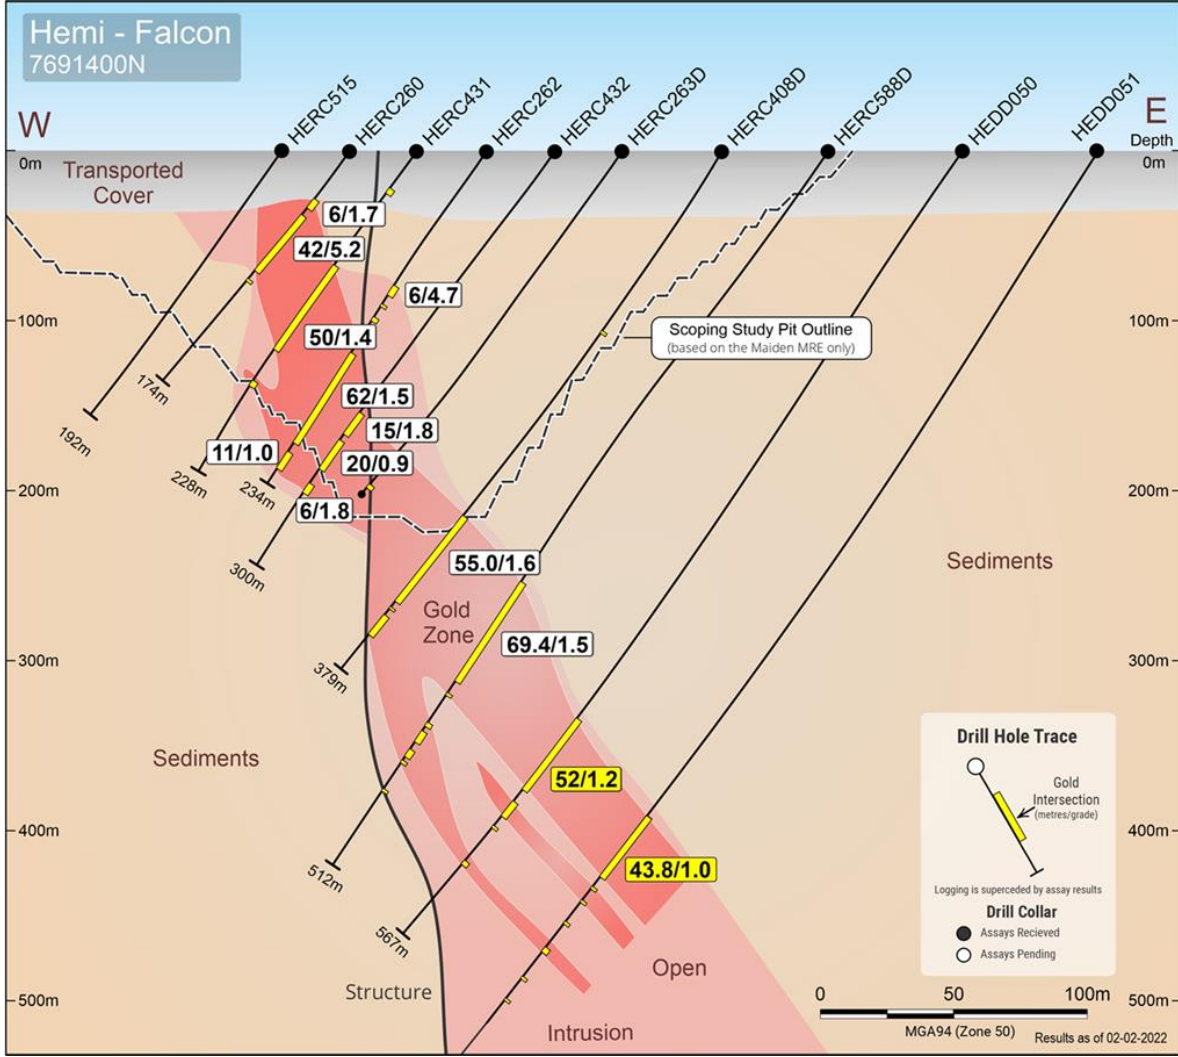 Hemi - Falcon
7691400N
W
E
HERC515
HERC260
HERC431
HERC262
HERC432
HERC263D
HERC408D
HERC588D
HEDD050
HEDD051
Depth
0m
0m
Transported
Cover
6/1.7
42/5.2
6/4.7
100m
100m
50/1.4
Scoping Study Pit Outline
(based on the Maiden MRE only)
174m
62/1.5
192m
15/1.8
11/1.0
20/0.9
228m
234m
200m
200m
6/1.8
300m
55.0/1.6
Sediments
Gold
Zone
69.4/1.5
300m
300m
379m
Sediments
52/1.2
Drill Hole Trace
Gold
Intersection
(metres/grade)
400m
400m
512m
43.8/1.0
Logging is superceded by assay results
Drill Collar
Assays Recieved
Assays Pending
567m
Open
Structure
500m
500m
0
50
100m
Intrusion
MGA94 (Zone 50)
Results as of 02-02-2022